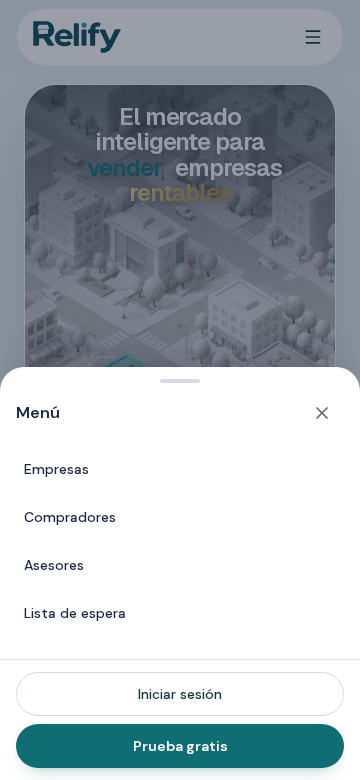 Relify
El mercado
inteligente para
vender empresas
rentables
Menú
Empresas
Compradores
Asesores
Lista de espera
Iniciar sesión
Prueba gratis